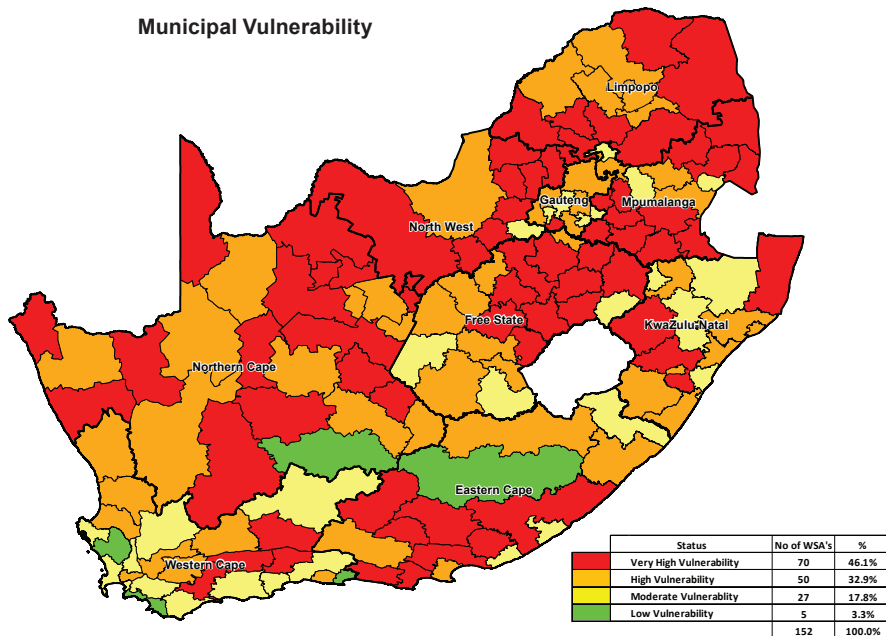 Municipal Vulnerability
Limpopo
Gauteng
Mpumalanga
North West
Free State
KwaZulu-Natal
Northern Cape
Eastern Cape
Western Cape
Status No of WSA's %
Very High Vulnerability 70 46.1%
High Vulnerability 50 32.9%
Moderate Vulnerablity 27 17.8%
Low Vulnerability 5 3.3%
152 100.0%